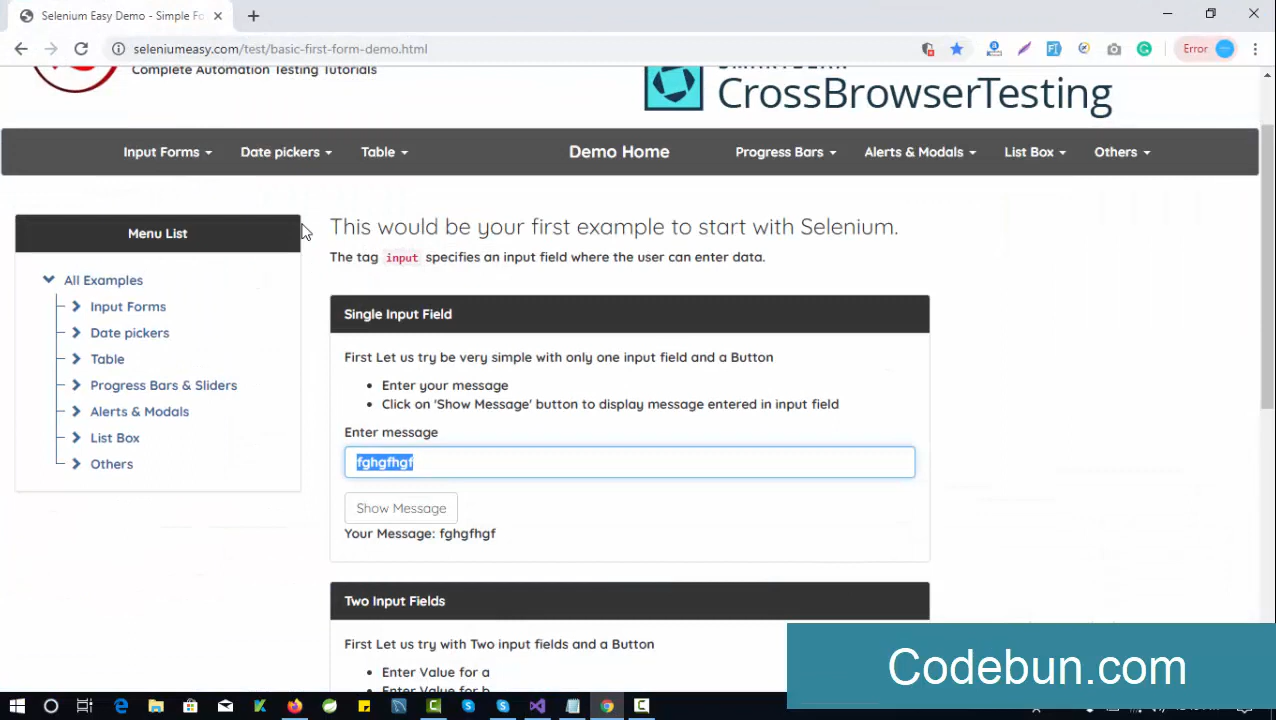 Selenium Easy Demo - Simple Fo
seleniumeasy.com/test/basic-first-form-demo.html
Error
Complete Automation Testing Tutorials
CrossBrowserTesting
Input Forms
Date pickers
Table
Demo Home
Progress Bars
Alerts & Modals
List Box
Others
Menu List
All Examples
Input Forms
Date pickers
Table
Progress Bars & Sliders
Alerts & Modals
List Box
Others
This would be your first example to start with Selenium.
The tag input specifies an input field where the user can enter data.
Single Input Field
First Let us try be very simple with only one input field and a Button
Enter your message
Click on 'Show Message' button to display message entered in input field
Enter message
fghgfhgf
Show Message
Your Message: fghgfhgf
Two Input Fields
First Let us try with Two input fields and a Button
Enter Value for a
Enter Value for b
Codebun.com